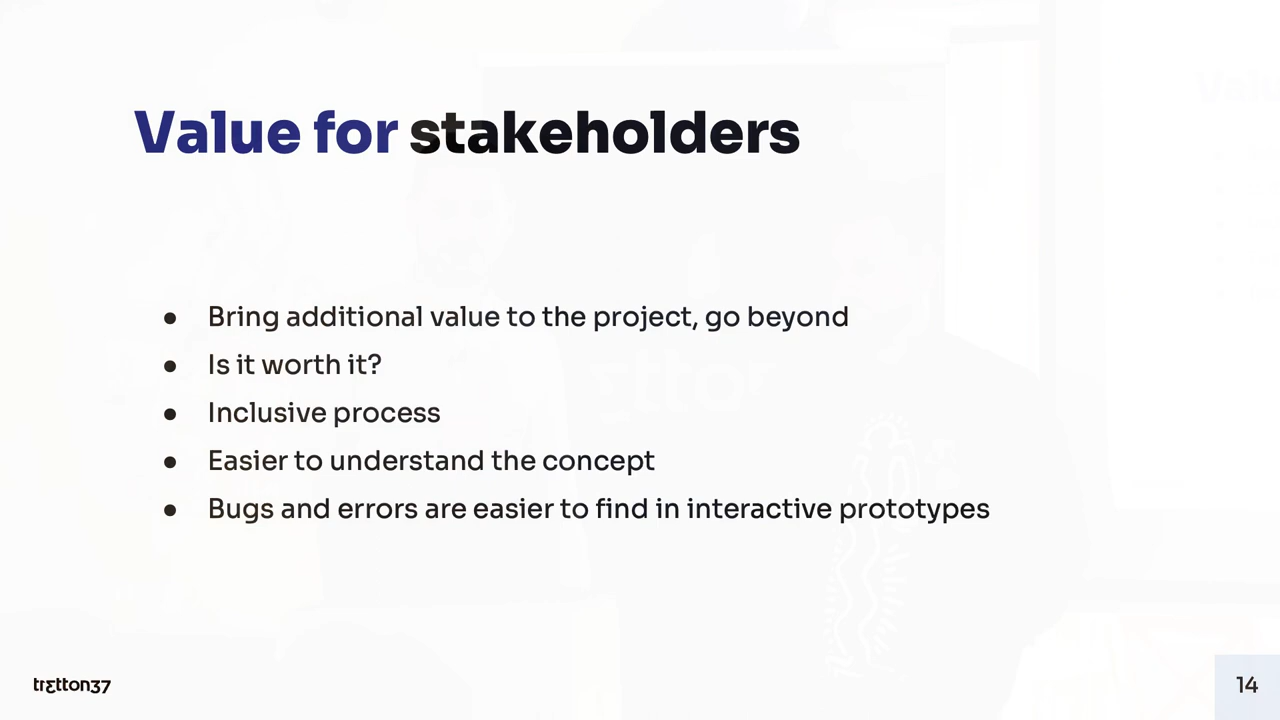 Value for stakeholders
● Bring additional value to the project, go beyond
● Is it worth it?
● Inclusive process
● Easier to understand the concept
● Bugs and errors are easier to find in interactive prototypes
tretton37
14